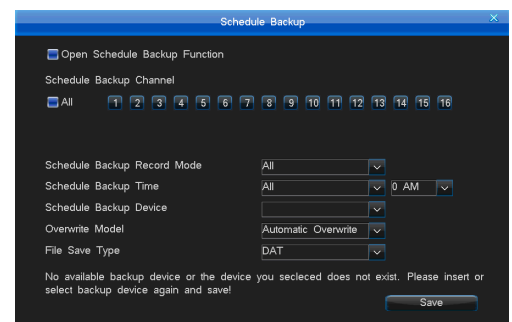 Schedule Backup
Open Schedule Backup Function
Schedule Backup Channel
All 1 2 3 4 5 6 7 8 9 10 11 12 13 14 15 16
Schedule Backup Record Mode All
Schedule Backup Time All 0 AM
Schedule Backup Device
Overwrite Model Automatic Overwrite
File Save Type DAT
No available backup device or the device you secleced does not exist. Please insert or
select backup device again and save!
Save